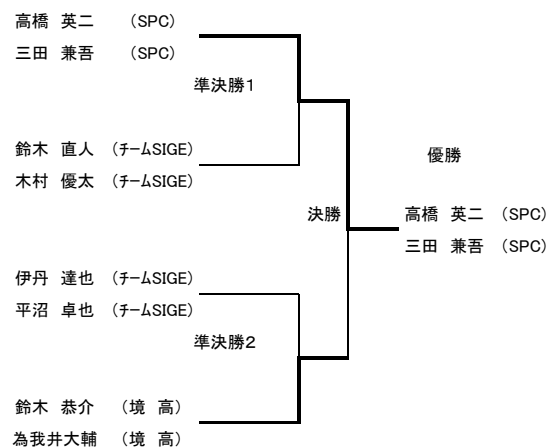 高橋 英二 (SPC)
三田 兼吾 (SPC)
準決勝1
鈴木 直人 (ﾁｰﾑSIGE)
木村 優太 (ﾁｰﾑSIGE)
優勝
決勝
高橋 英二 (SPC)
三田 兼吾 (SPC)
伊丹 達也 (ﾁｰﾑSIGE)
平沼 卓也 (ﾁｰﾑSIGE)
準決勝2
鈴木 恭介 (境 高)
為我井大輔 (境 高)